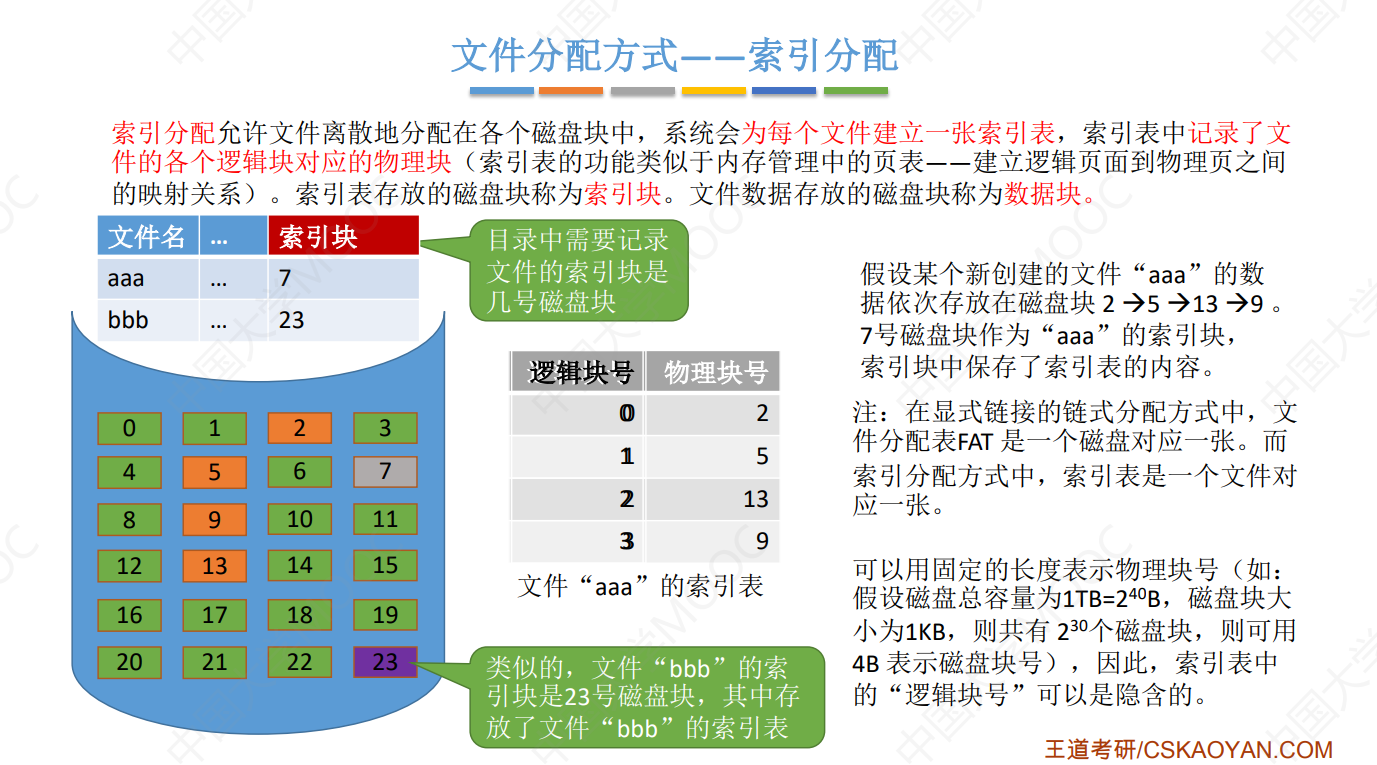 文件分配方式——索引分配
索引分配允许文件离散地分配在各个磁盘块中，系统会为每个文件建立一张索引表，索引表中记录了文
件的各个逻辑块对应的物理块（索引表的功能类似于内存管理中的页表——建立逻辑页面到物理页之间
的映射关系）。索引表存放的磁盘块称为索引块。文件数据存放的磁盘块称为数据块。
文件名 … 索引块
aaa … 7
bbb … 23
目录中需要记录
文件的索引块是
几号磁盘块
0 1 2 3
4 5 6 7
8 9 10 11
12 13 14 15
16 17 18 19
20 21 22 23
逻辑块号 物理块号
0 2
1 5
2 13
3 9
文件“aaa”的索引表
类似的，文件“bbb”的索
引块是23号磁盘块，其中存
放了文件“bbb”的索引表
假设某个新创建的文件“aaa”的数
据依次存放在磁盘块 2 →5 →13 →9 。
7号磁盘块作为“aaa”的索引块，
索引块中保存了索引表的内容。
注：在显式链接的链式分配方式中，文
件分配表FAT 是一个磁盘对应一张。而
索引分配方式中，索引表是一个文件对
应一张。
可以用固定的长度表示物理块号（如：
假设磁盘总容量为1TB=2⁴⁰B，磁盘块大
小为1KB，则共有 2³⁰个磁盘块，则可用
4B 表示磁盘块号），因此，索引表中
的“逻辑块号”可以是隐含的。
王道考研/CSKAOYAN.COM
中国大学MOOC